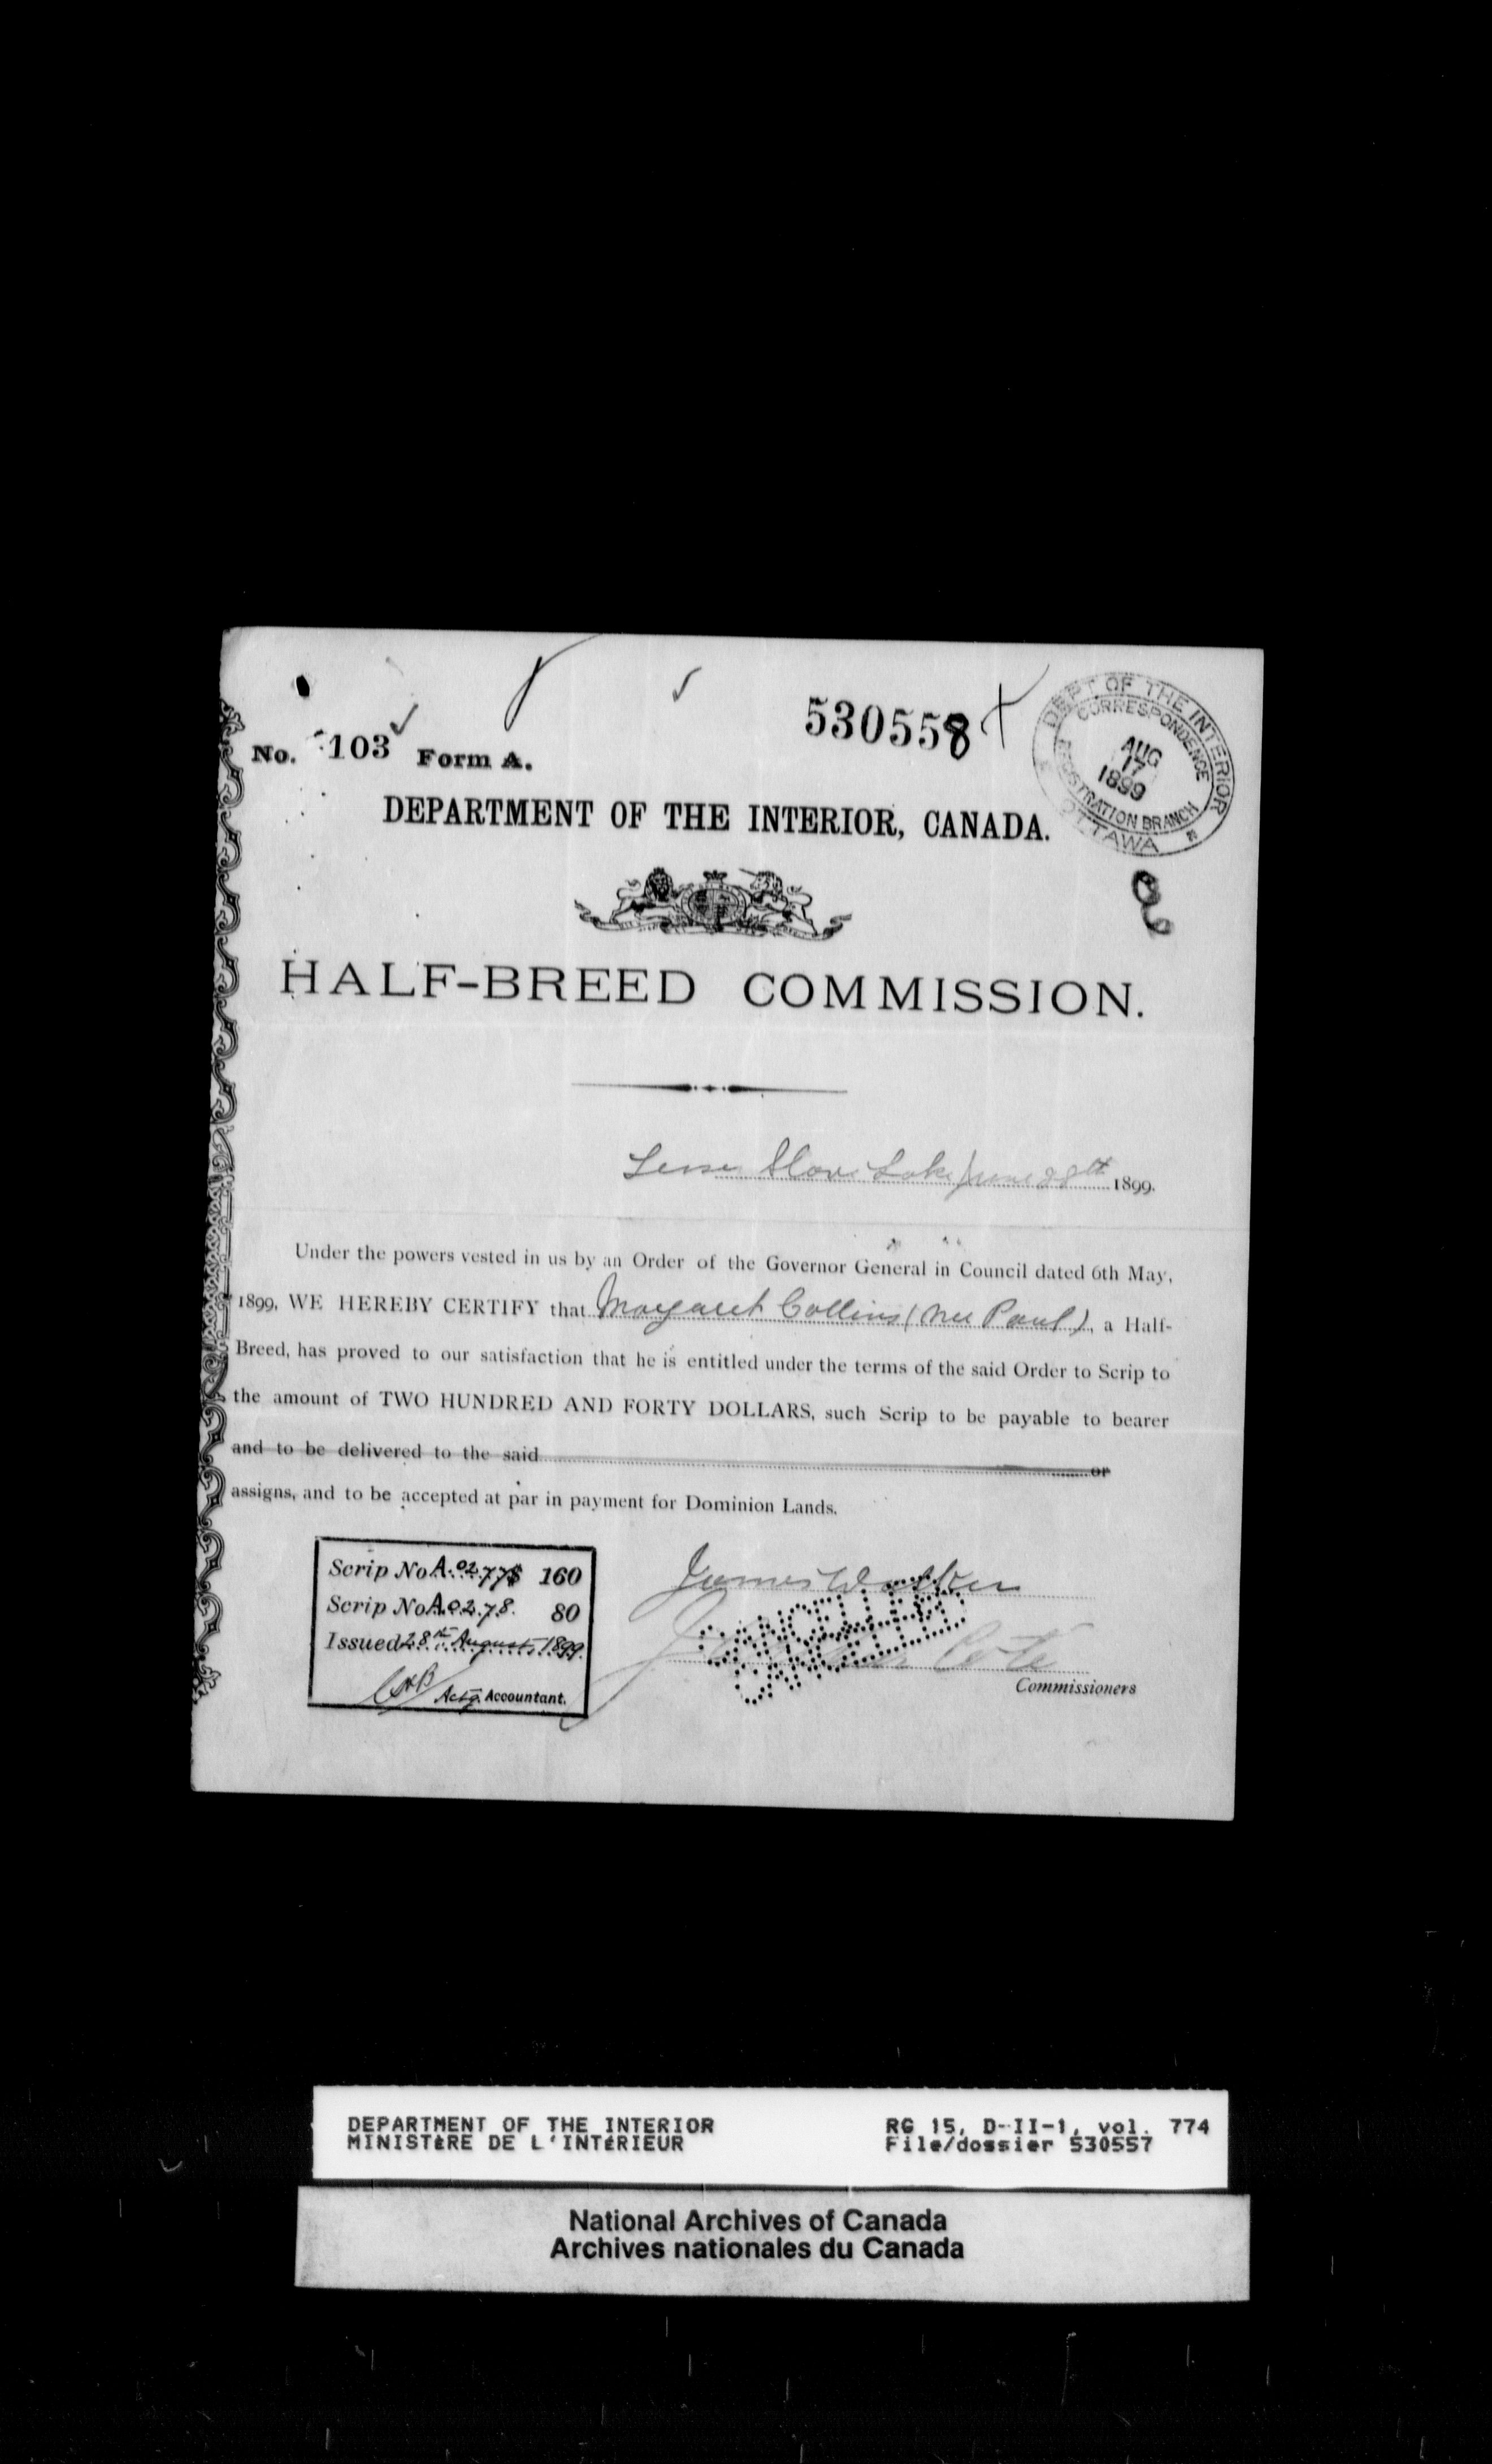 530558
DEPT. OF THE INTERIOR
CORRESPONDENCE
AUG
17
1899
REGISTRATION BRANCH
OTTAWA
No. 103 Form A.
DEPARTMENT OF THE INTERIOR, CANADA.
HALF-BREED COMMISSION.
Lesser Slave Lake June 28th 1899.
Under the powers vested in us by an Order of the Governor General in Council dated 6th May,
1899, WE HEREBY CERTIFY that Margaret Collins (nee Paul), a Half-
Breed, has proved to our satisfaction that he is entitled under the terms of the said Order to Scrip to
the amount of TWO HUNDRED AND FORTY DOLLARS, such Scrip to be payable to bearer
and to be delivered to the said or
assigns, and to be accepted at par in payment for Dominion Lands.
Scrip No A.02.77 $ 160
Scrip No A.02.78. 80
Issued 28th August 1899.
Actg. Accountant.
James Walker
CANCELLED
CANCELLED
Coté
Commissioners
DEPARTMENT OF THE INTERIOR
MINISTÈRE DE L'INTÉRIEUR
RG 15, D-II-1, vol. 774
File/dossier 530557
National Archives of Canada
Archives nationales du Canada